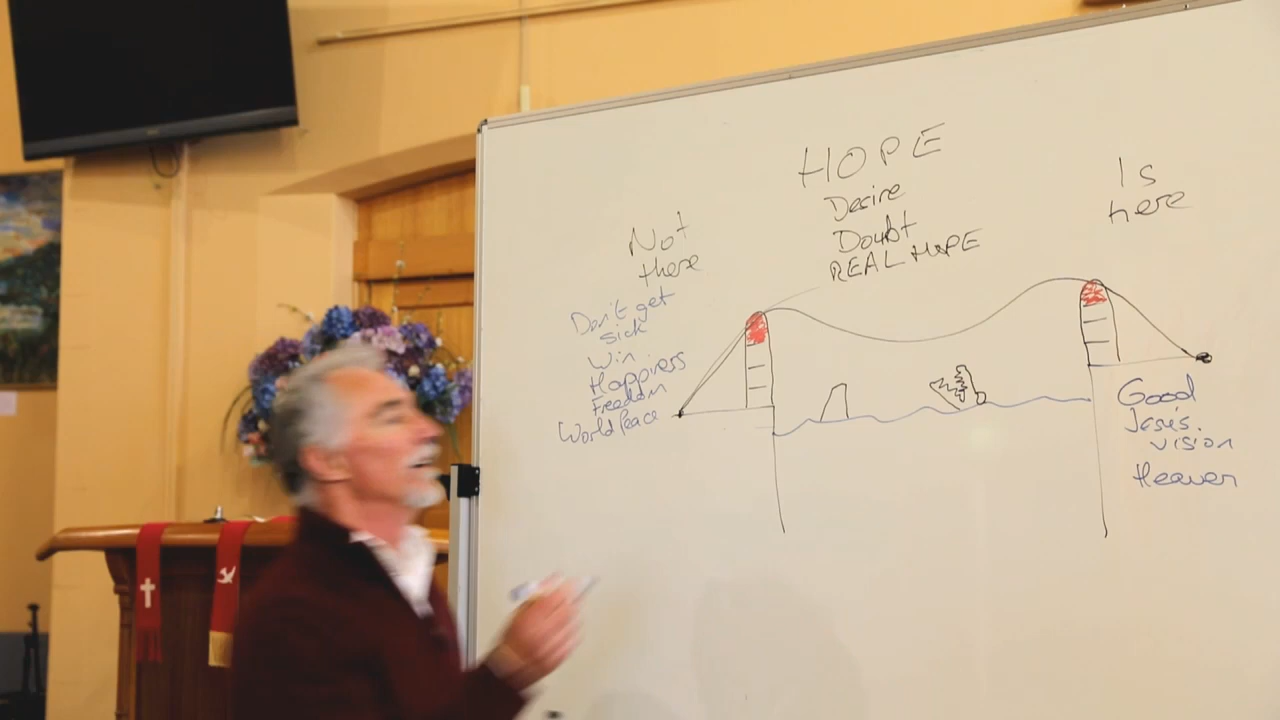 HOPE
Desire
Doubt
REAL HOPE
Not
there
Don't get
sick
Win
Happiness
Freedom
World Peace
Is
here
Good
Jesus.
vision
Heaven